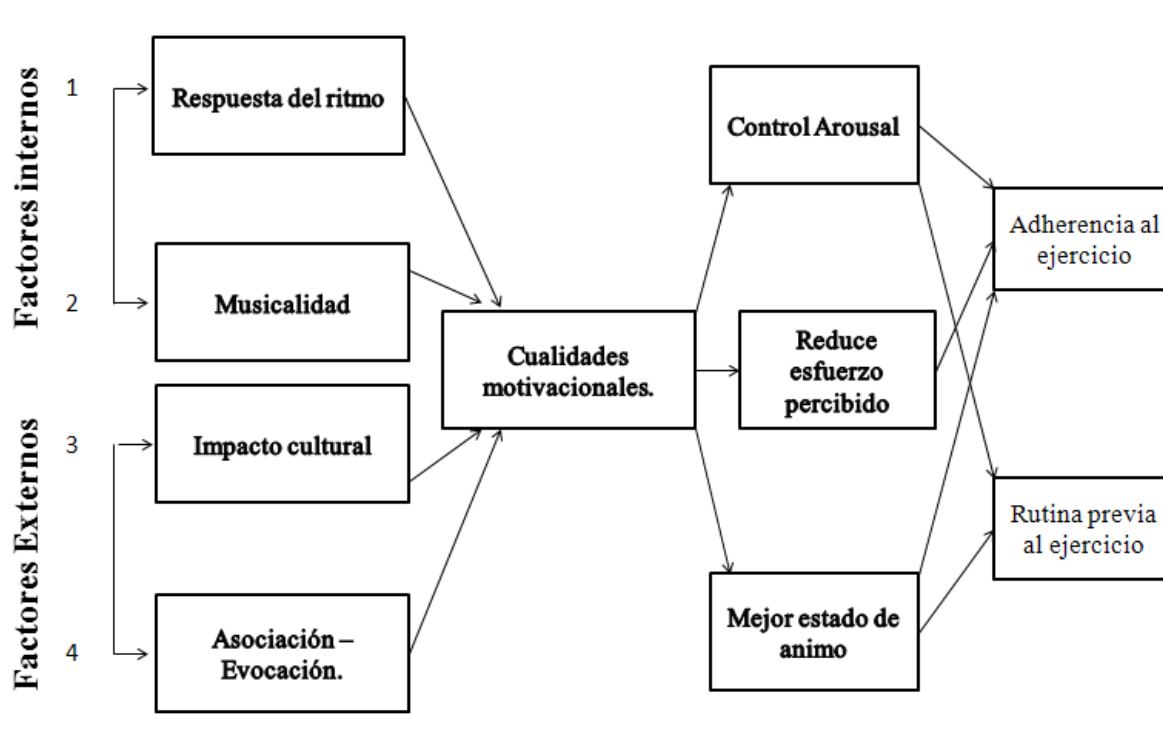 Factores internos
1
Respuesta del ritmo
2
Musicalidad
Factores Externos
3
Impacto cultural
4
Asociación –
Evocación.
Cualidades
motivacionales.
Control Arousal
Reduce
esfuerzo
percibido
Mejor estado de
animo
Adherencia al
ejercicio
Rutina previa
al ejercicio